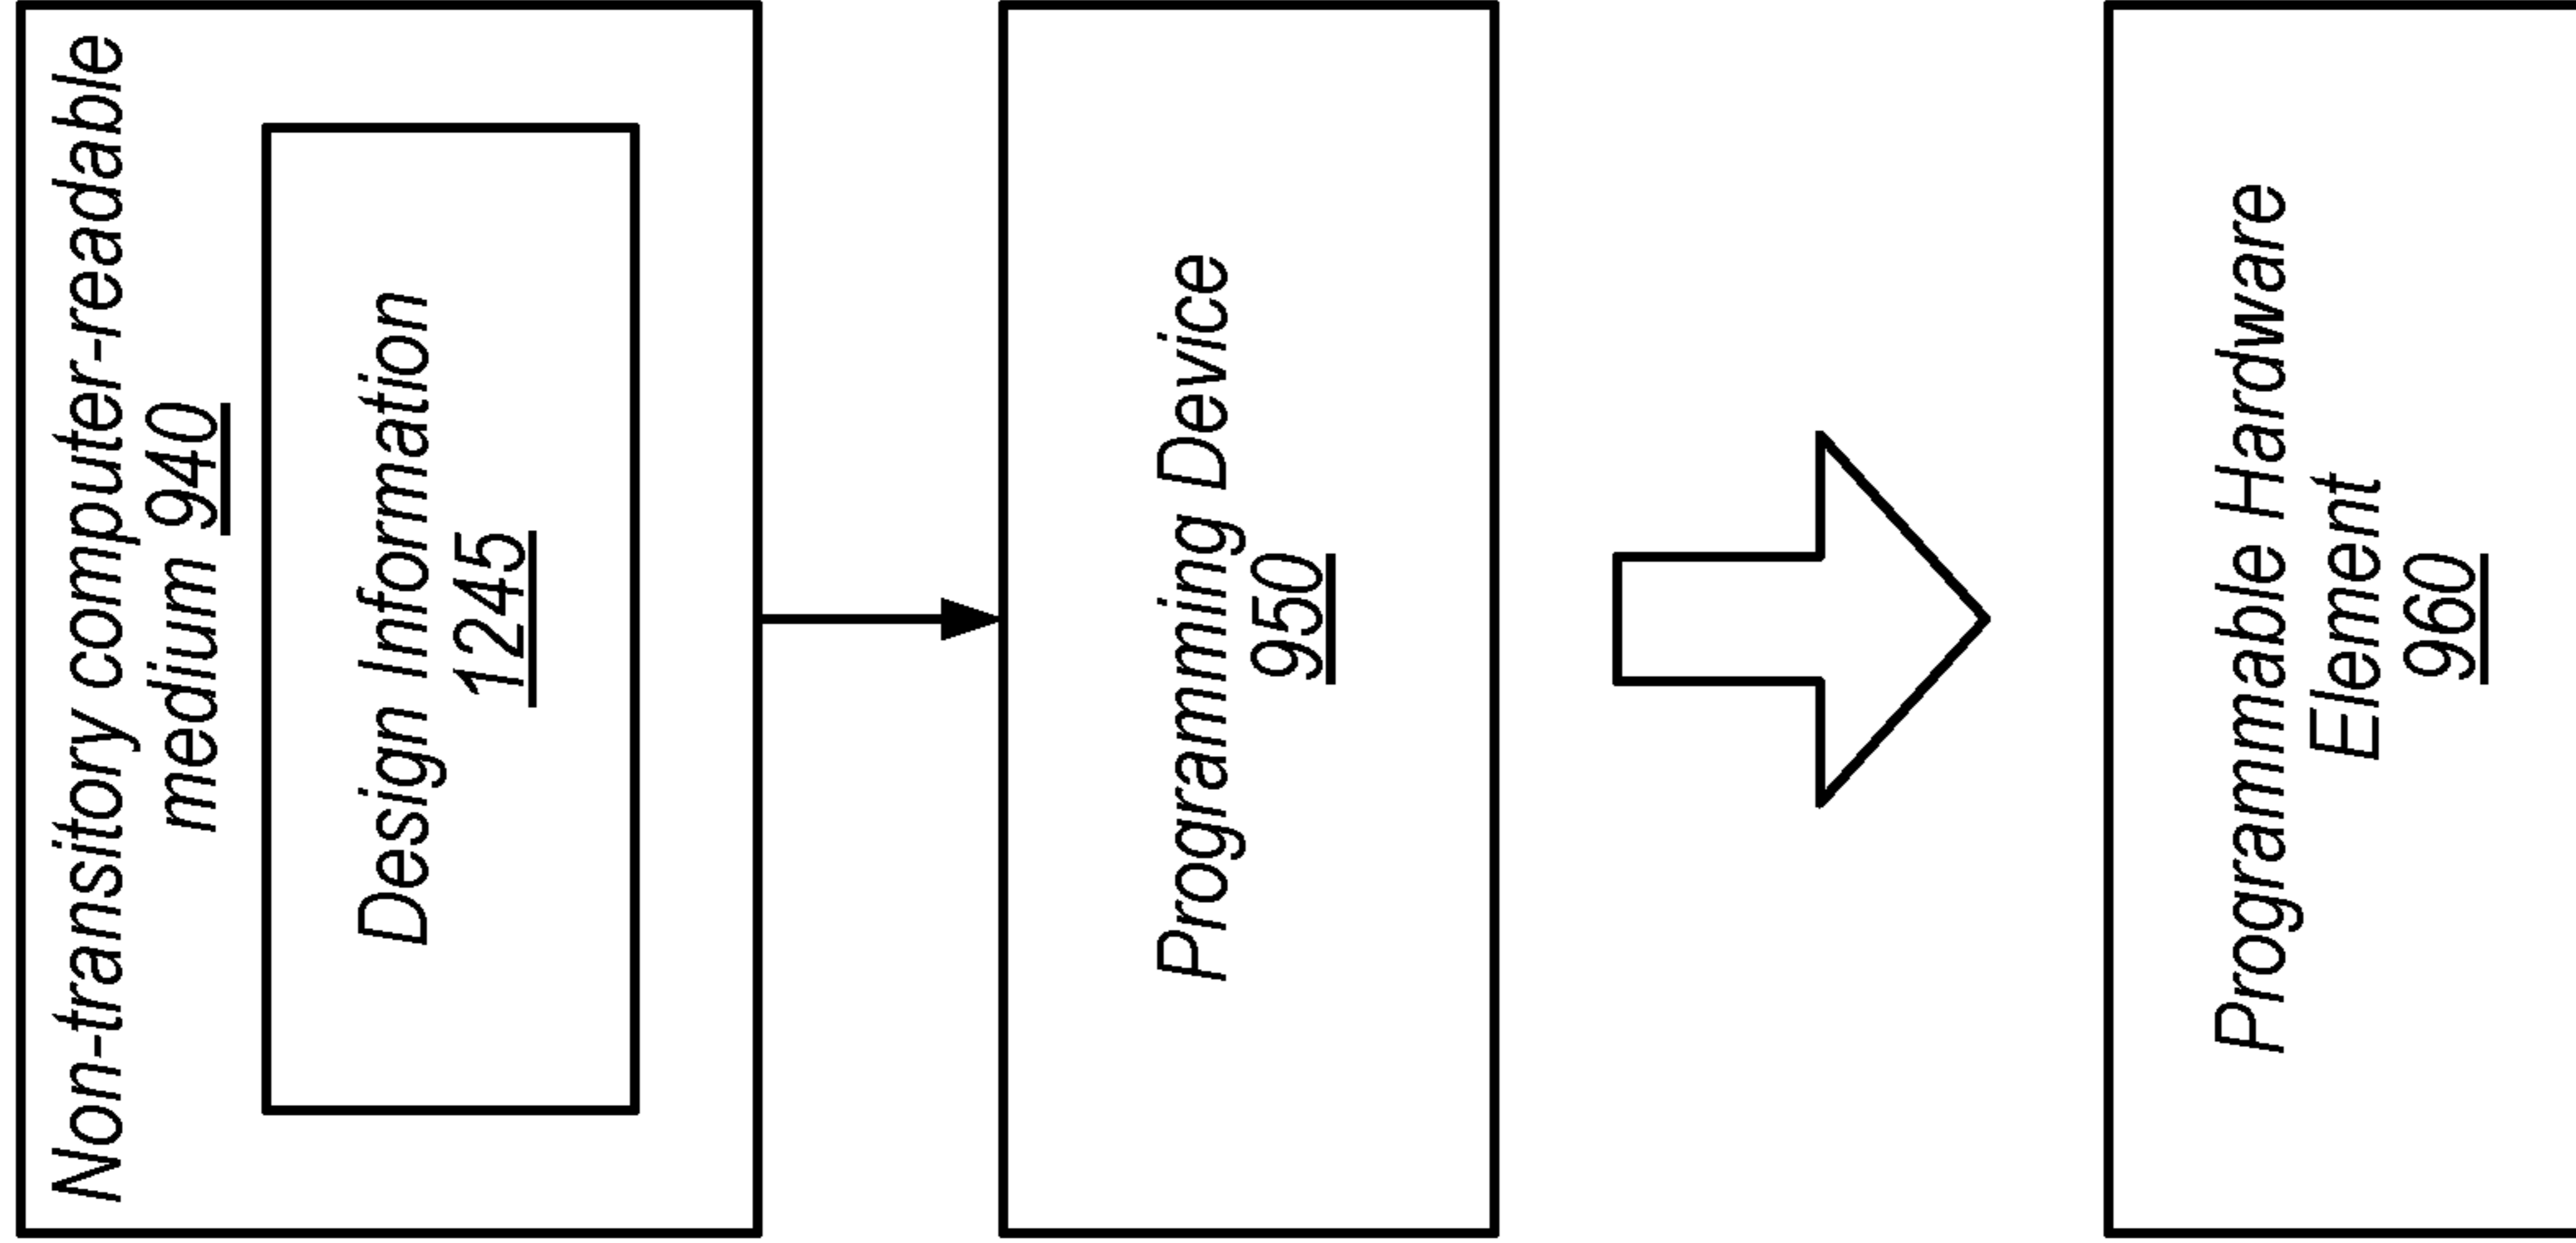 Non-transitory computer-readable
medium 940
Design Information
1245
Programming Device
950
Programmable Hardware
Element
960